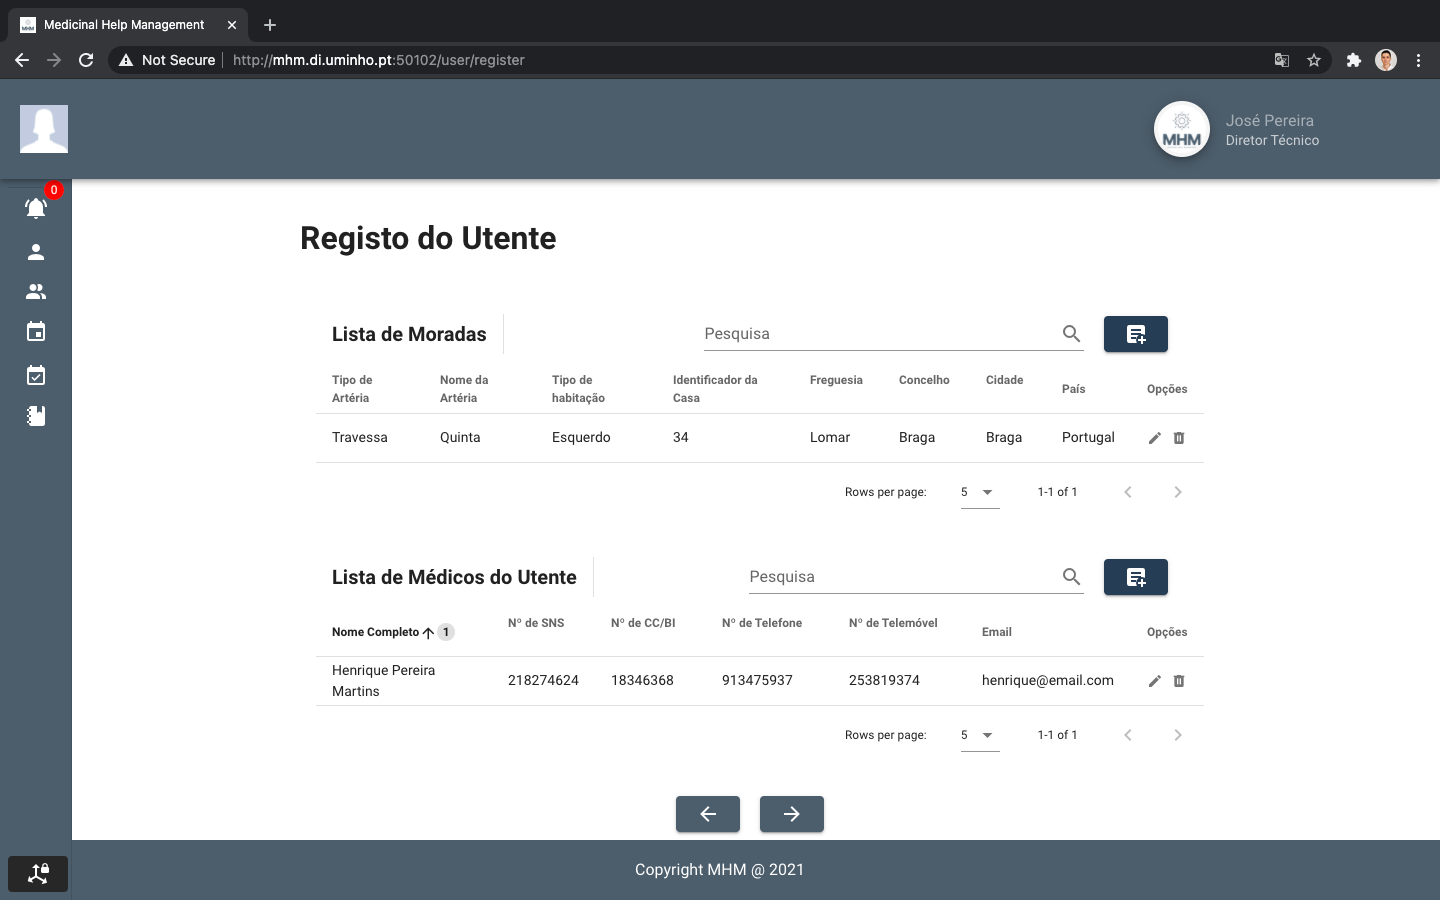 Medicinal Help Management
Not Secure
http://mhm.di.uminho.pt:50102/user/register
MHM
José Pereira
Diretor Técnico
0
Registo do Utente
Lista de Moradas
Pesquisa
Tipo de Artéria Nome da Artéria Tipo de habitação Identificador da Casa Freguesia Concelho Cidade País Opções
Travessa Quinta Esquerdo 34 Lomar Braga Braga Portugal
Rows per page: 5 1-1 of 1
Lista de Médicos do Utente
Pesquisa
Nome Completo 1 Nº de SNS Nº de CC/BI Nº de Telefone Nº de Telemóvel Email Opções
Henrique Pereira Martins 218274624 18346368 913475937 253819374 henrique@email.com
Rows per page: 5 1-1 of 1
Copyright MHM @ 2021